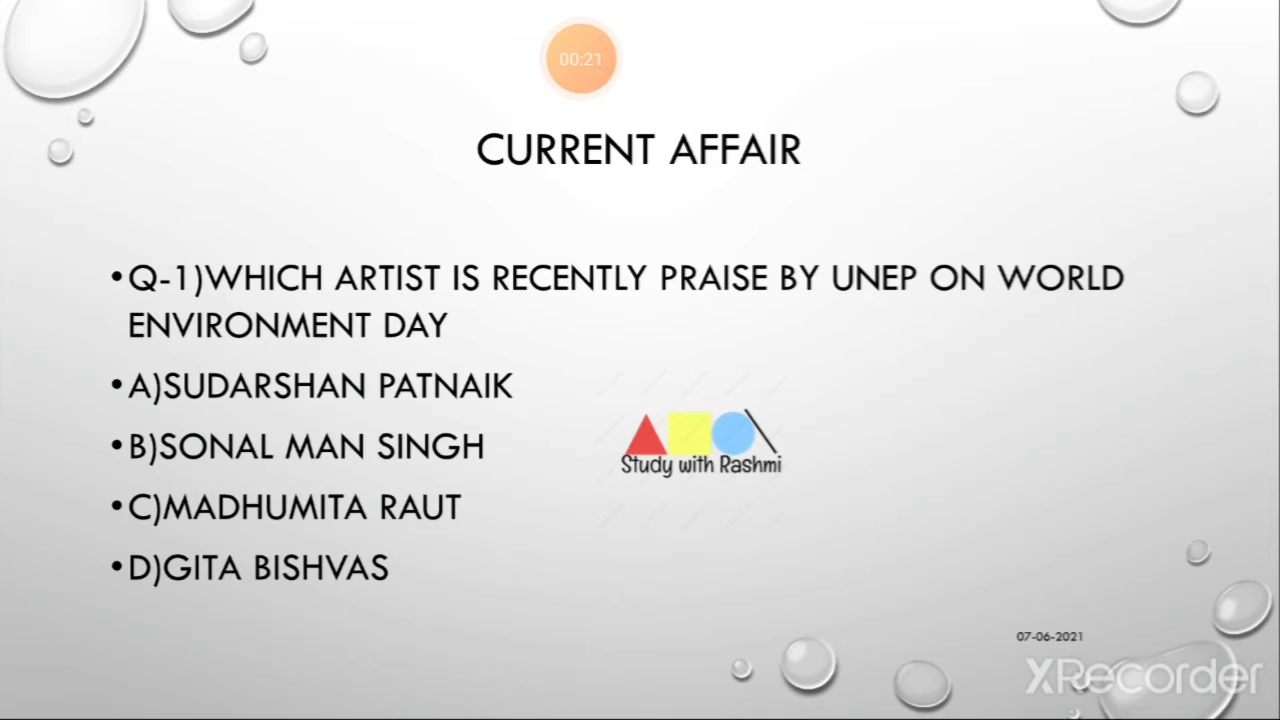 00:21
CURRENT AFFAIR
•Q-1)WHICH ARTIST IS RECENTLY PRAISE BY UNEP ON WORLD
ENVIRONMENT DAY
•A)SUDARSHAN PATNAIK
•B)SONAL MAN SINGH
Study with Rashmi
•C)MADHUMITA RAUT
•D)GITA BISHVAS
07-06-2021
XRecorder